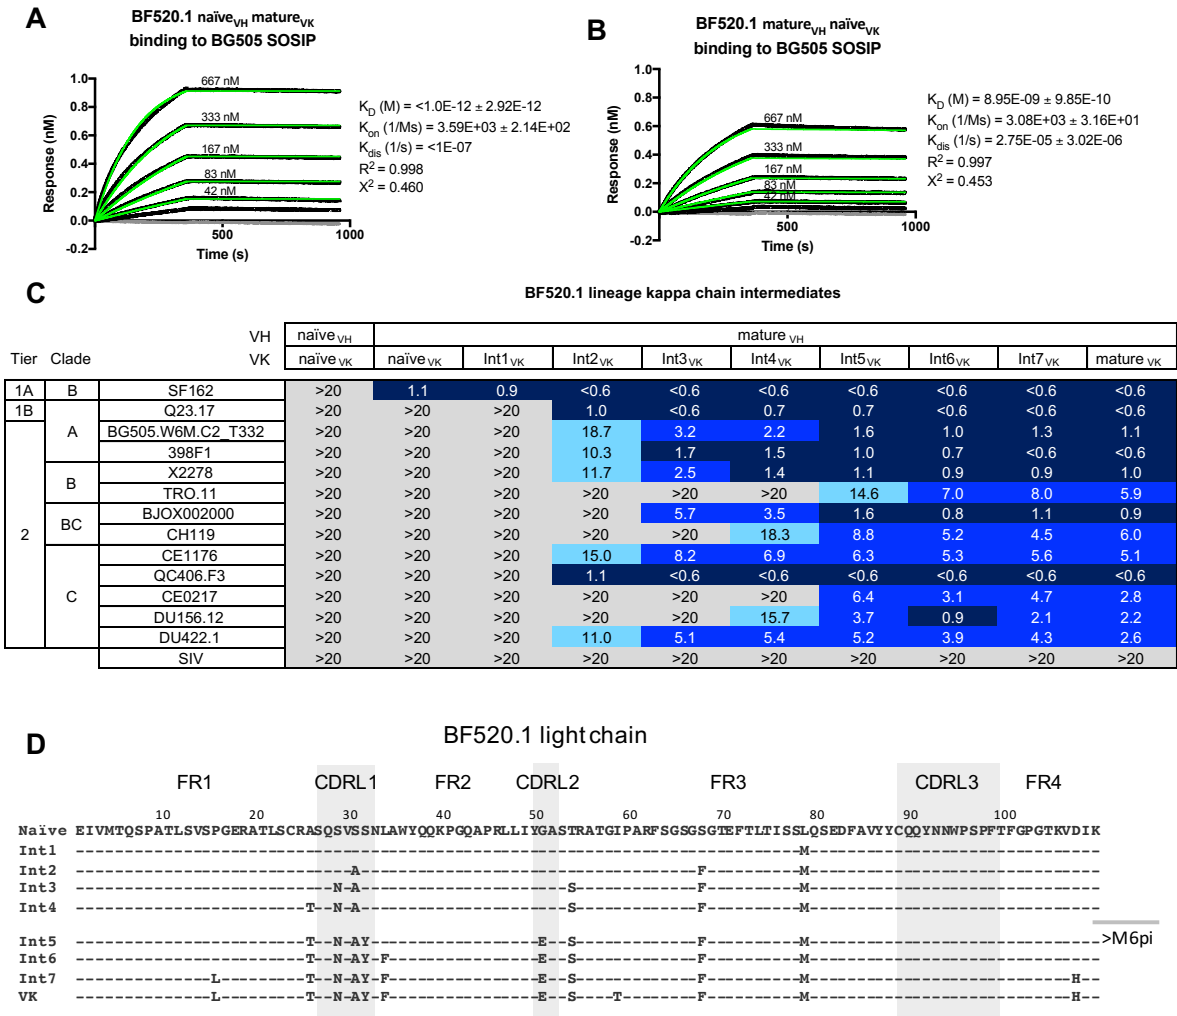 A
BF520.1 naïveVH matureVK
binding to BG505 SOSIP
Response (nM)
1.0
0.8
0.6
0.4
0.2
0.0
-0.2
667 nM
333 nM
167 nM
83 nM
42 nM
500
1000
Time (s)
KD (M) = <1.0E-12 ± 2.92E-12
Kon (1/Ms) = 3.59E+03 ± 2.14E+02
Kdis (1/s) = <1E-07
R2 = 0.998
X2 = 0.460
B
BF520.1 matureVH naïveVK
binding to BG505 SOSIP
Response (nM)
1.0
0.8
0.6
0.4
0.2
0.0
-0.2
667 nM
333 nM
167 nM
83 nM
42 nM
500
1000
Time (s)
KD (M) = 8.95E-09 ± 9.85E-10
Kon (1/Ms) = 3.08E+03 ± 3.16E+01
Kdis (1/s) = 2.75E-05 ± 3.02E-06
R2 = 0.997
X2 = 0.453
C
BF520.1 lineage kappa chain intermediates
VH naïveVH matureVH
Tier Clade VK naïveVK naïveVK Int1VK Int2VK Int3VK Int4VK Int5VK Int6VK Int7VK matureVK
1A B SF162 >20 1.1 0.9 <0.6 <0.6 <0.6 <0.6 <0.6 <0.6 <0.6
1B A Q23.17 >20 >20 >20 1.0 <0.6 0.7 0.7 <0.6 <0.6 <0.6
2 BG505.W6M.C2_T332 >20 >20 >20 18.7 3.2 2.2 1.6 1.0 1.3 1.1
398F1 >20 >20 >20 10.3 1.7 1.5 1.0 0.7 <0.6 <0.6
B X2278 >20 >20 >20 11.7 2.5 1.4 1.1 0.9 0.9 1.0
TRO.11 >20 >20 >20 >20 >20 >20 14.6 7.0 8.0 5.9
BC BJOX002000 >20 >20 >20 >20 5.7 3.5 1.6 0.8 1.1 0.9
CH119 >20 >20 >20 >20 >20 18.3 8.8 5.2 4.5 6.0
C CE1176 >20 >20 >20 15.0 8.2 6.9 6.3 5.3 5.6 5.1
QC406.F3 >20 >20 >20 1.1 <0.6 <0.6 <0.6 <0.6 <0.6 <0.6
CE0217 >20 >20 >20 >20 >20 >20 6.4 3.1 4.7 2.8
DU156.12 >20 >20 >20 >20 >20 15.7 3.7 0.9 2.1 2.2
DU422.1 >20 >20 >20 11.0 5.1 5.4 5.2 3.9 4.3 2.6
SIV >20 >20 >20 >20 >20 >20 >20 >20 >20 >20
D
BF520.1 light chain
FR1 CDRL1 FR2 CDRL2 FR3 CDRL3 FR4
10 20 30 40 50 60 70 80 90 100
Naïve EIVMTQSPATLSVSPGERATLSCRASQSVSSNLAWYQQKPGQAPRLLIYGASTRATGIPARFSGSGSGTEFTLTISSLQSEDFAVYYCQQYNNWPSPFTFGPGTKVDIK
Int1 -----------------------------------------------------------------------------M-------------------------------
Int2 -----------------------------A------------------------------------F----------M-------------------------------
Int3 ---------------------------N-A----------------------S-------------F----------M-------------------------------
Int4 ------------------------T--N-A----------------------S-------------F----------M-------------------------------
Int5 ------------------------T--N-AY------------------E--S-------------F----------M-------------------------------
Int6 ------------------------T--N-AY-F----------------E--S-------------F----------M-------------------------------
Int7 --------------L---------T--N-AY-F----------------E--S-------------F----------M----------------------------H--
VK --------------L---------T--N-AY-F----------------E--S----T--------F----------M----------------------------H--
>M6pi